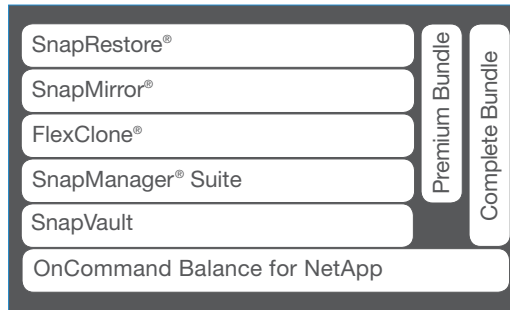 SnapRestore®
SnapMirror®
FlexClone®
SnapManager® Suite
SnapVault
OnCommand Balance for NetApp
Premium Bundle
Complete Bundle